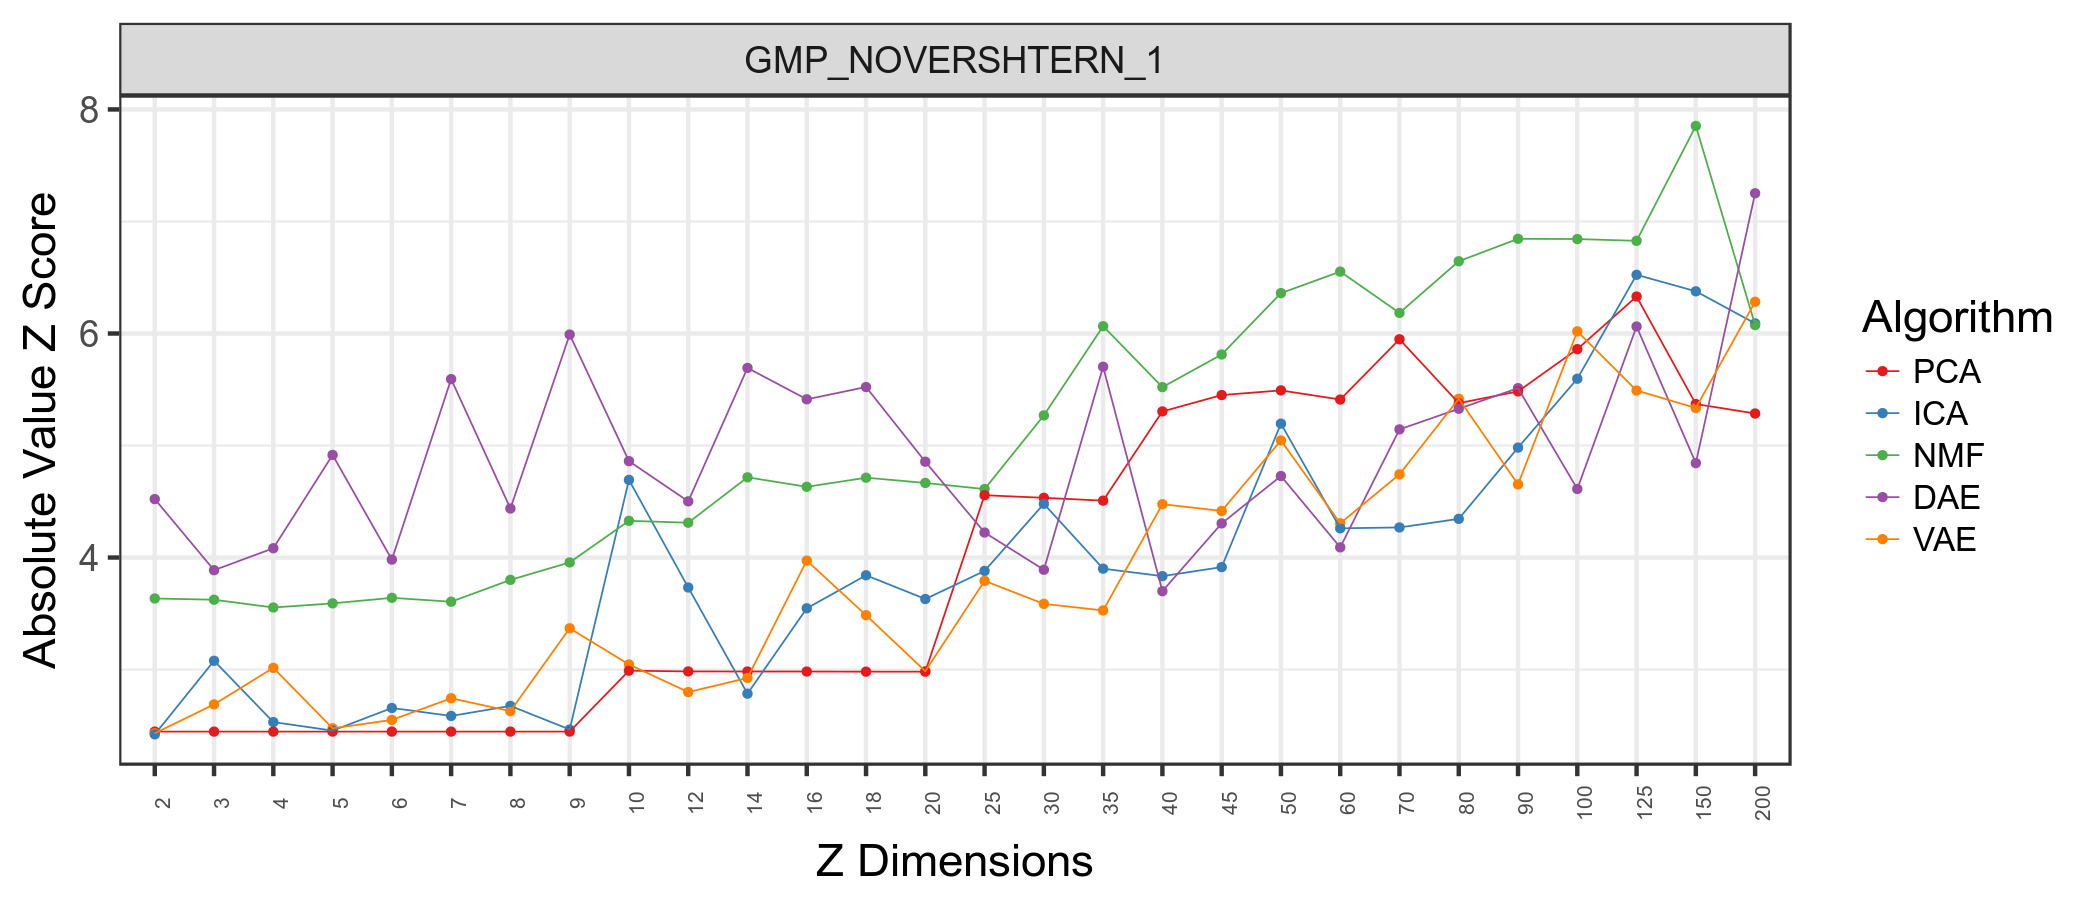 GMP_NOVERSHTERN_1
Absolute Value Z Score
8
6
4
2 3 4 5 6 7 8 9 10 12 14 16 18 20 25 30 35 40 45 50 60 70 80 90 100 125 150 200
Z Dimensions
Algorithm
PCA
ICA
NMF
DAE
VAE